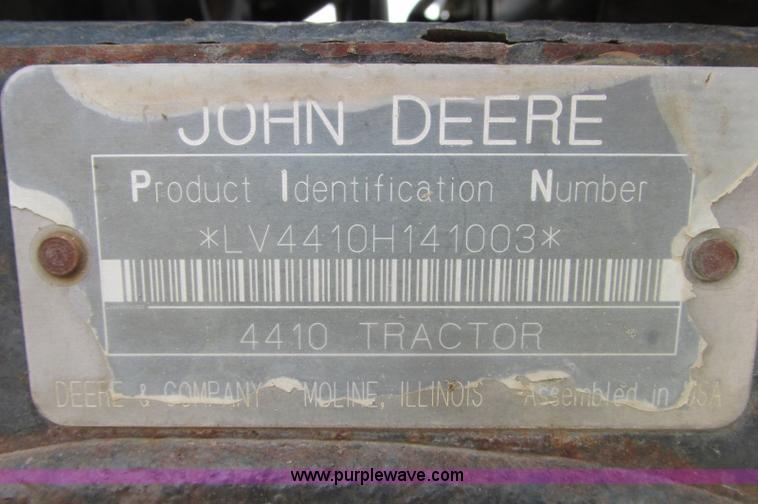 JOHN DEERE
Product Identification Number
*LV4410H141003*
4410 TRACTOR
DEERE & COMPANY MOLINE, ILLINOIS Assembled in USA
www.purplewave.com